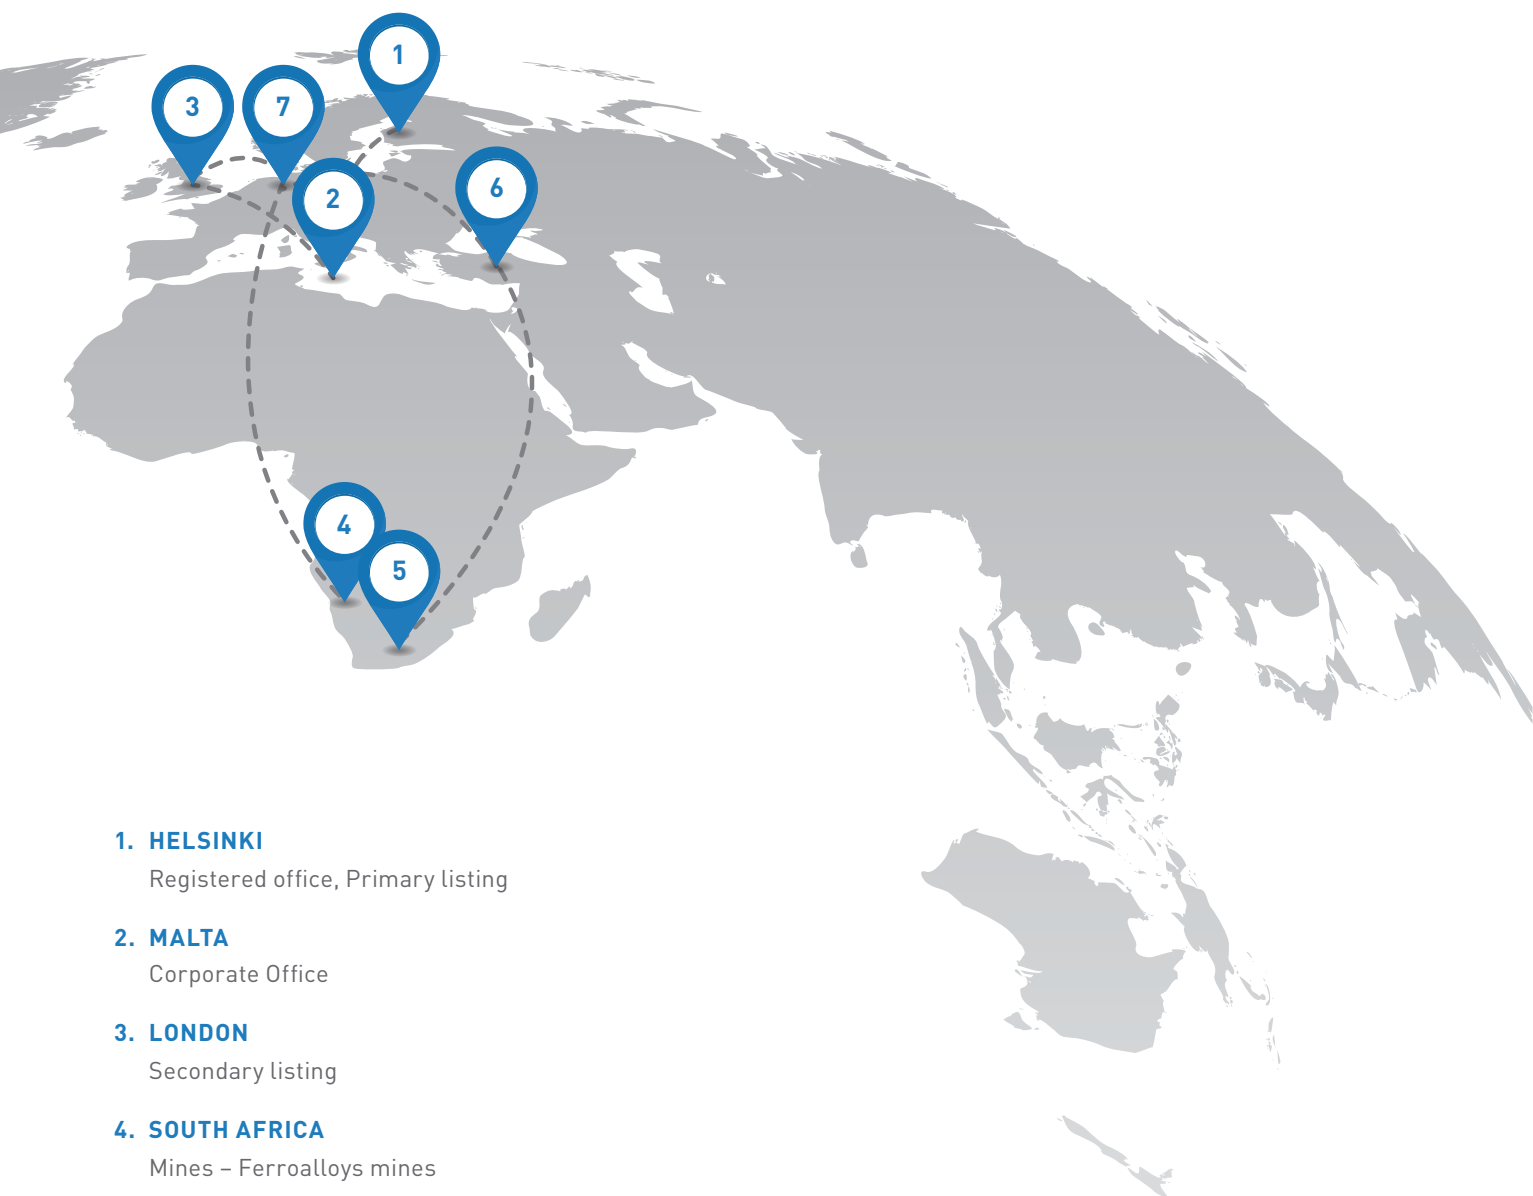 1
3
7
2
6
4
5
1. HELSINKI
Registered office, Primary listing
2. MALTA
Corporate Office
3. LONDON
Secondary listing
4. SOUTH AFRICA
Mines – Ferroalloys mines